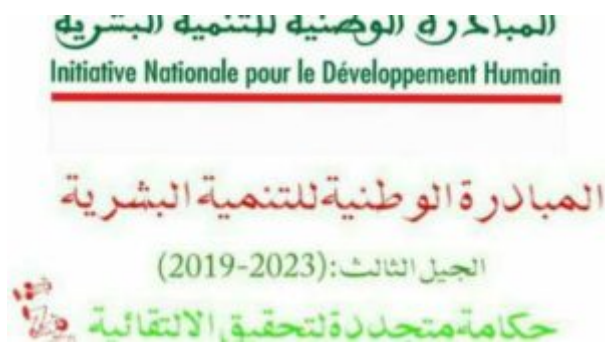 المبادرة الوطنية للتنمية البشرية
Initiative Nationale pour le Développement Humain
المبادرة الوطنية للتنمية البشرية
الجيل الثالث:(2023-2019)
حكامة متجددة لتحقيق الالتقائية